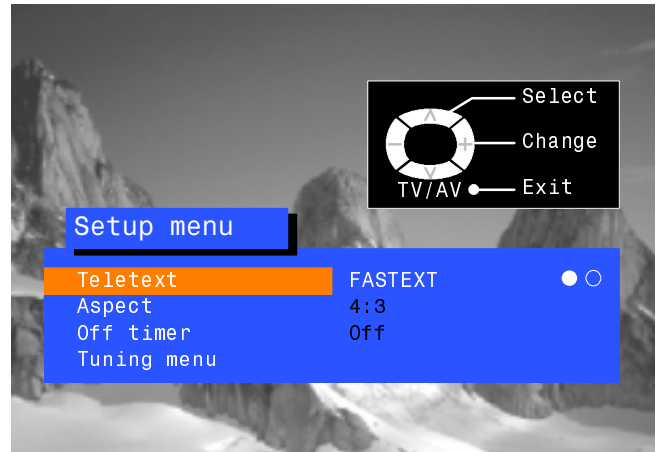 Select
Change
TV/AV Exit
Setup menu
Teletext FASTEXT
Aspect 4:3
Off timer Off
Tuning menu